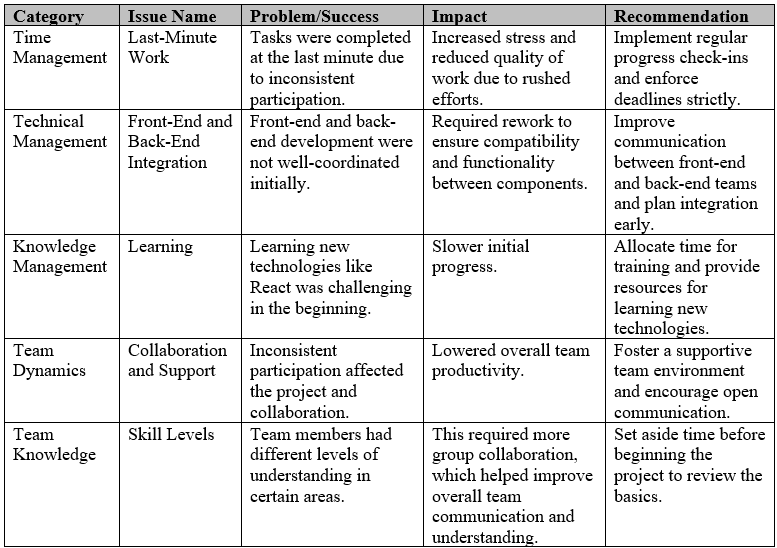 Category Issue Name Problem/Success Impact Recommendation
Time Management
Last-Minute Work
Tasks were completed
at the last minute due
to inconsistent
participation.
Increased stress and
reduced quality of
work due to rushed
efforts.
Implement regular
progress check-ins
and enforce
deadlines strictly.
Technical
Management
Front-End and
Back-End
Integration
Front-end and back-
end development were
not well-coordinated
initially.
Required rework to
ensure compatibility
and functionality
between components.
Improve
communication
between front-end
and back-end teams
and plan integration
early.
Knowledge
Management
Learning
Learning new
technologies like
React was challenging
in the beginning.
Slower initial
progress.
Allocate time for
training and provide
resources for
learning new
technologies.
Team
Dynamics
Collaboration
and Support
Inconsistent
participation affected
the project and
collaboration.
Lowered overall team
productivity.
Foster a supportive
team environment
and encourage open
communication.
Team
Knowledge
Skill Levels
Team members had
different levels of
understanding in
certain areas.
This required more
group collaboration,
which helped improve
overall team
communication and
understanding.
Set aside time before
beginning the
project to review the
basics.